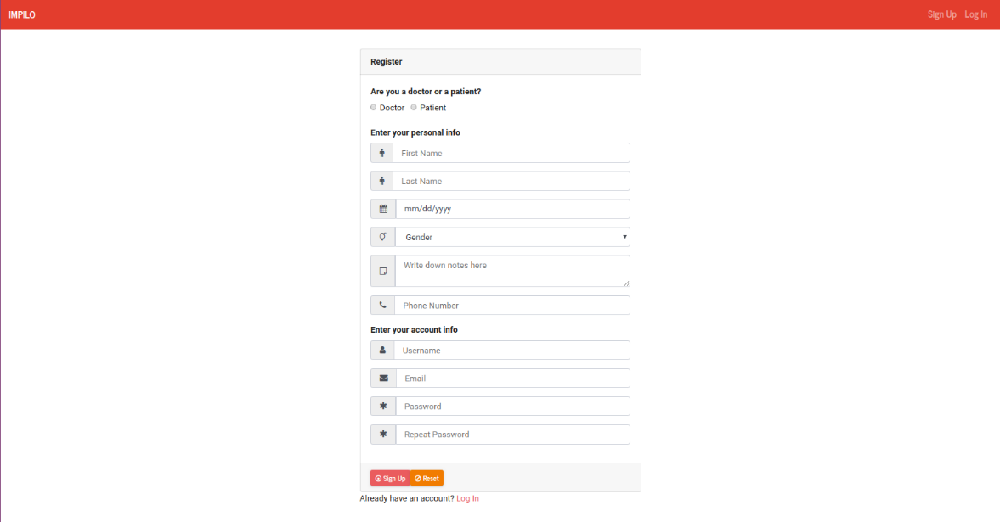 IMPILO Sign Up Log In
Register
Are you a doctor or a patient?
Doctor Patient
Enter your personal info
First Name
Last Name
mm/dd/yyyy
Gender
Write down notes here
Phone Number
Enter your account info
Username
Email
Password
Repeat Password
Sign Up Reset
Already have an account? Log In